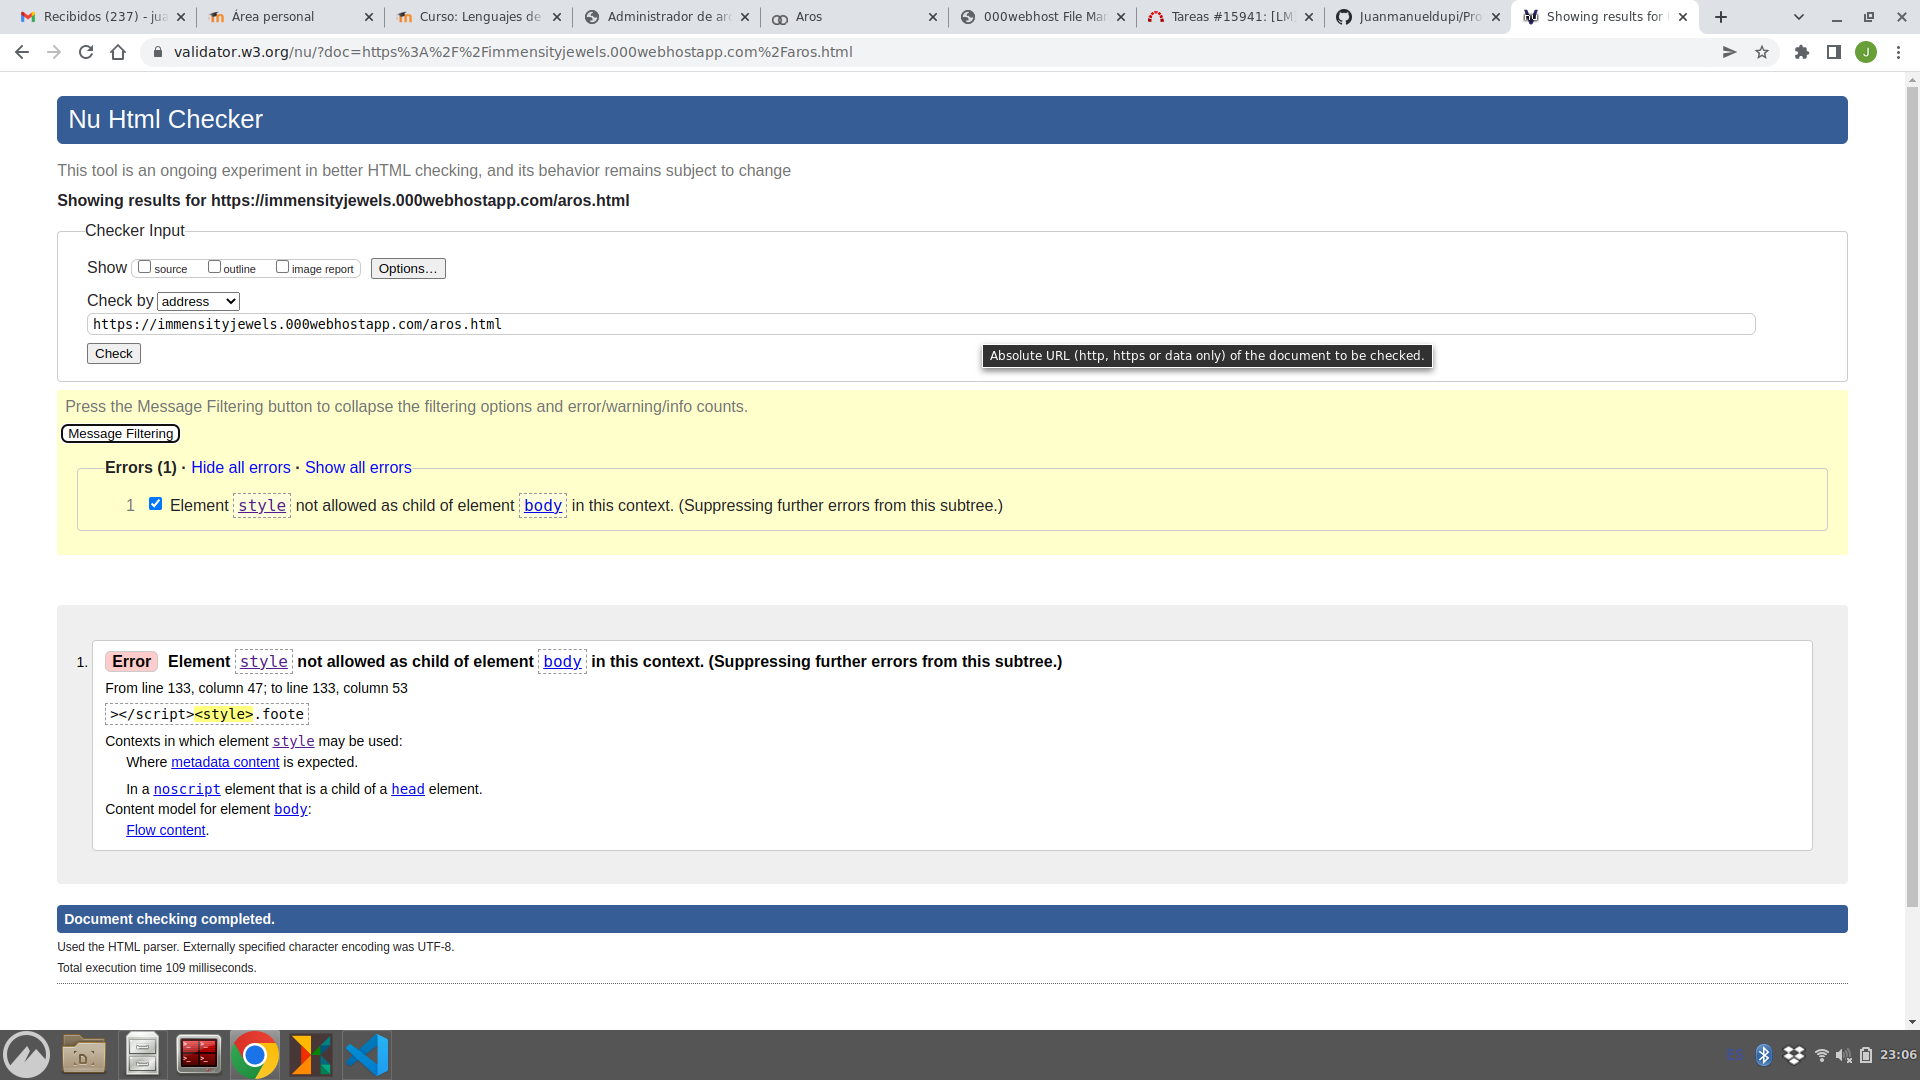 Recibidos (237) - jua
Área personal
Curso: Lenguajes de
Administrador de arc
Aros
000webhost File Man
Tareas #15941: [LM]
Juanmanueldupi/Pro
Showing results for
validator.w3.org/nu/?doc=https%3A%2F%2Fimmensityjewels.000webhostapp.com%2Faros.html
J
Nu Html Checker
This tool is an ongoing experiment in better HTML checking, and its behavior remains subject to change
Showing results for https://immensityjewels.000webhostapp.com/aros.html
Checker Input
Show source outline image report Options...
Check by address
https://immensityjewels.000webhostapp.com/aros.html
Check
Absolute URL (http, https or data only) of the document to be checked.
Press the Message Filtering button to collapse the filtering options and error/warning/info counts.
Message Filtering
Errors (1) · Hide all errors · Show all errors
1 Element style not allowed as child of element body in this context. (Suppressing further errors from this subtree.)
1. Error Element style not allowed as child of element body in this context. (Suppressing further errors from this subtree.)
From line 133, column 47; to line 133, column 53
></script><style>.foote
Contexts in which element style may be used:
Where metadata content is expected.
In a noscript element that is a child of a head element.
Content model for element body:
Flow content.
Document checking completed.
Used the HTML parser. Externally specified character encoding was UTF-8.
Total execution time 109 milliseconds.
ES
23:06